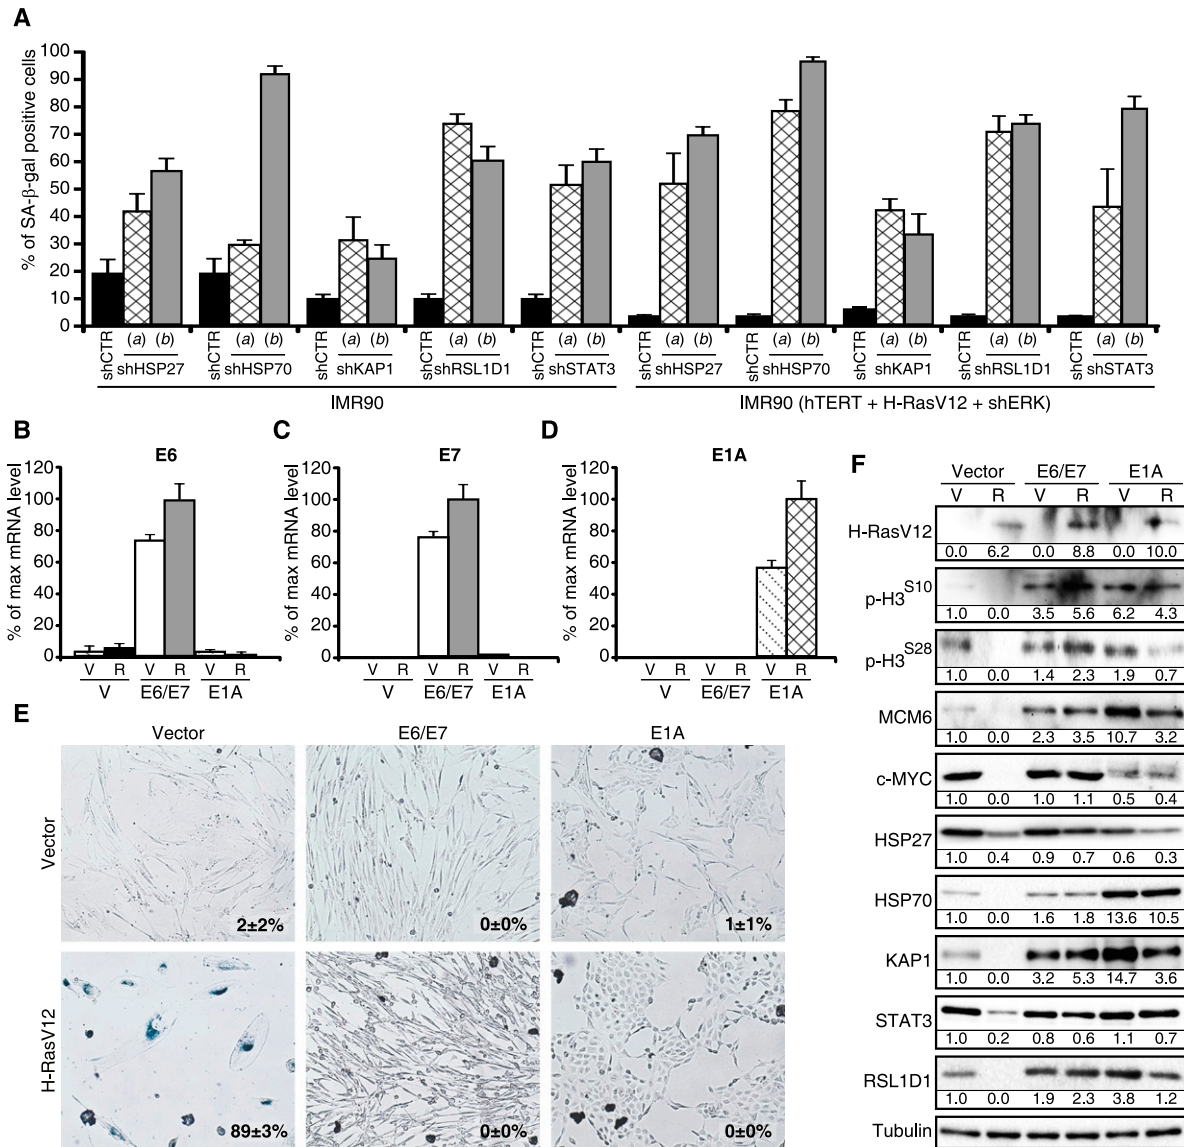 A
% of SA-β-gal positive cells
100
90
80
70
60
50
40
30
20
10
0
shCTR (a) (b) shCTR (a) (b) shCTR (a) (b) shCTR (a) (b) shCTR (a) (b) shCTR (a) (b) shCTR (a) (b) shCTR (a) (b) shCTR (a) (b) shCTR (a) (b)
shHSP27 shHSP70 shKAP1 shRSL1D1 shSTAT3 shHSP27 shHSP70 shKAP1 shRSL1D1 shSTAT3
IMR90 IMR90 (hTERT + H-RasV12 + shERK)
B
E6
% of max mRNA level
120
100
80
60
40
20
0
V R V R V R
V E6/E7 E1A
C
E7
% of max mRNA level
120
100
80
60
40
20
0
V R V R V R
V E6/E7 E1A
D
E1A
% of max mRNA level
120
100
80
60
40
20
0
V R V R V R
V E6/E7 E1A
E
Vector E6/E7 E1A
Vector
2±2% 0±0% 1±1%
H-RasV12
89±3% 0±0% 0±0%
F
Vector E6/E7 E1A
V R V R V R
H-RasV12
0.0 6.2 0.0 8.8 0.0 10.0
p-H3S10
1.0 0.0 3.5 5.6 6.2 4.3
p-H3S28
1.0 0.0 1.4 2.3 1.9 0.7
MCM6
1.0 0.0 2.3 3.5 10.7 3.2
c-MYC
1.0 0.0 1.0 1.1 0.5 0.4
HSP27
1.0 0.4 0.9 0.7 0.6 0.3
HSP70
1.0 0.0 1.6 1.8 13.6 10.5
KAP1
1.0 0.0 3.2 5.3 14.7 3.6
STAT3
1.0 0.2 0.8 0.6 1.1 0.7
RSL1D1
1.0 0.0 1.9 2.3 3.8 1.2
Tubulin